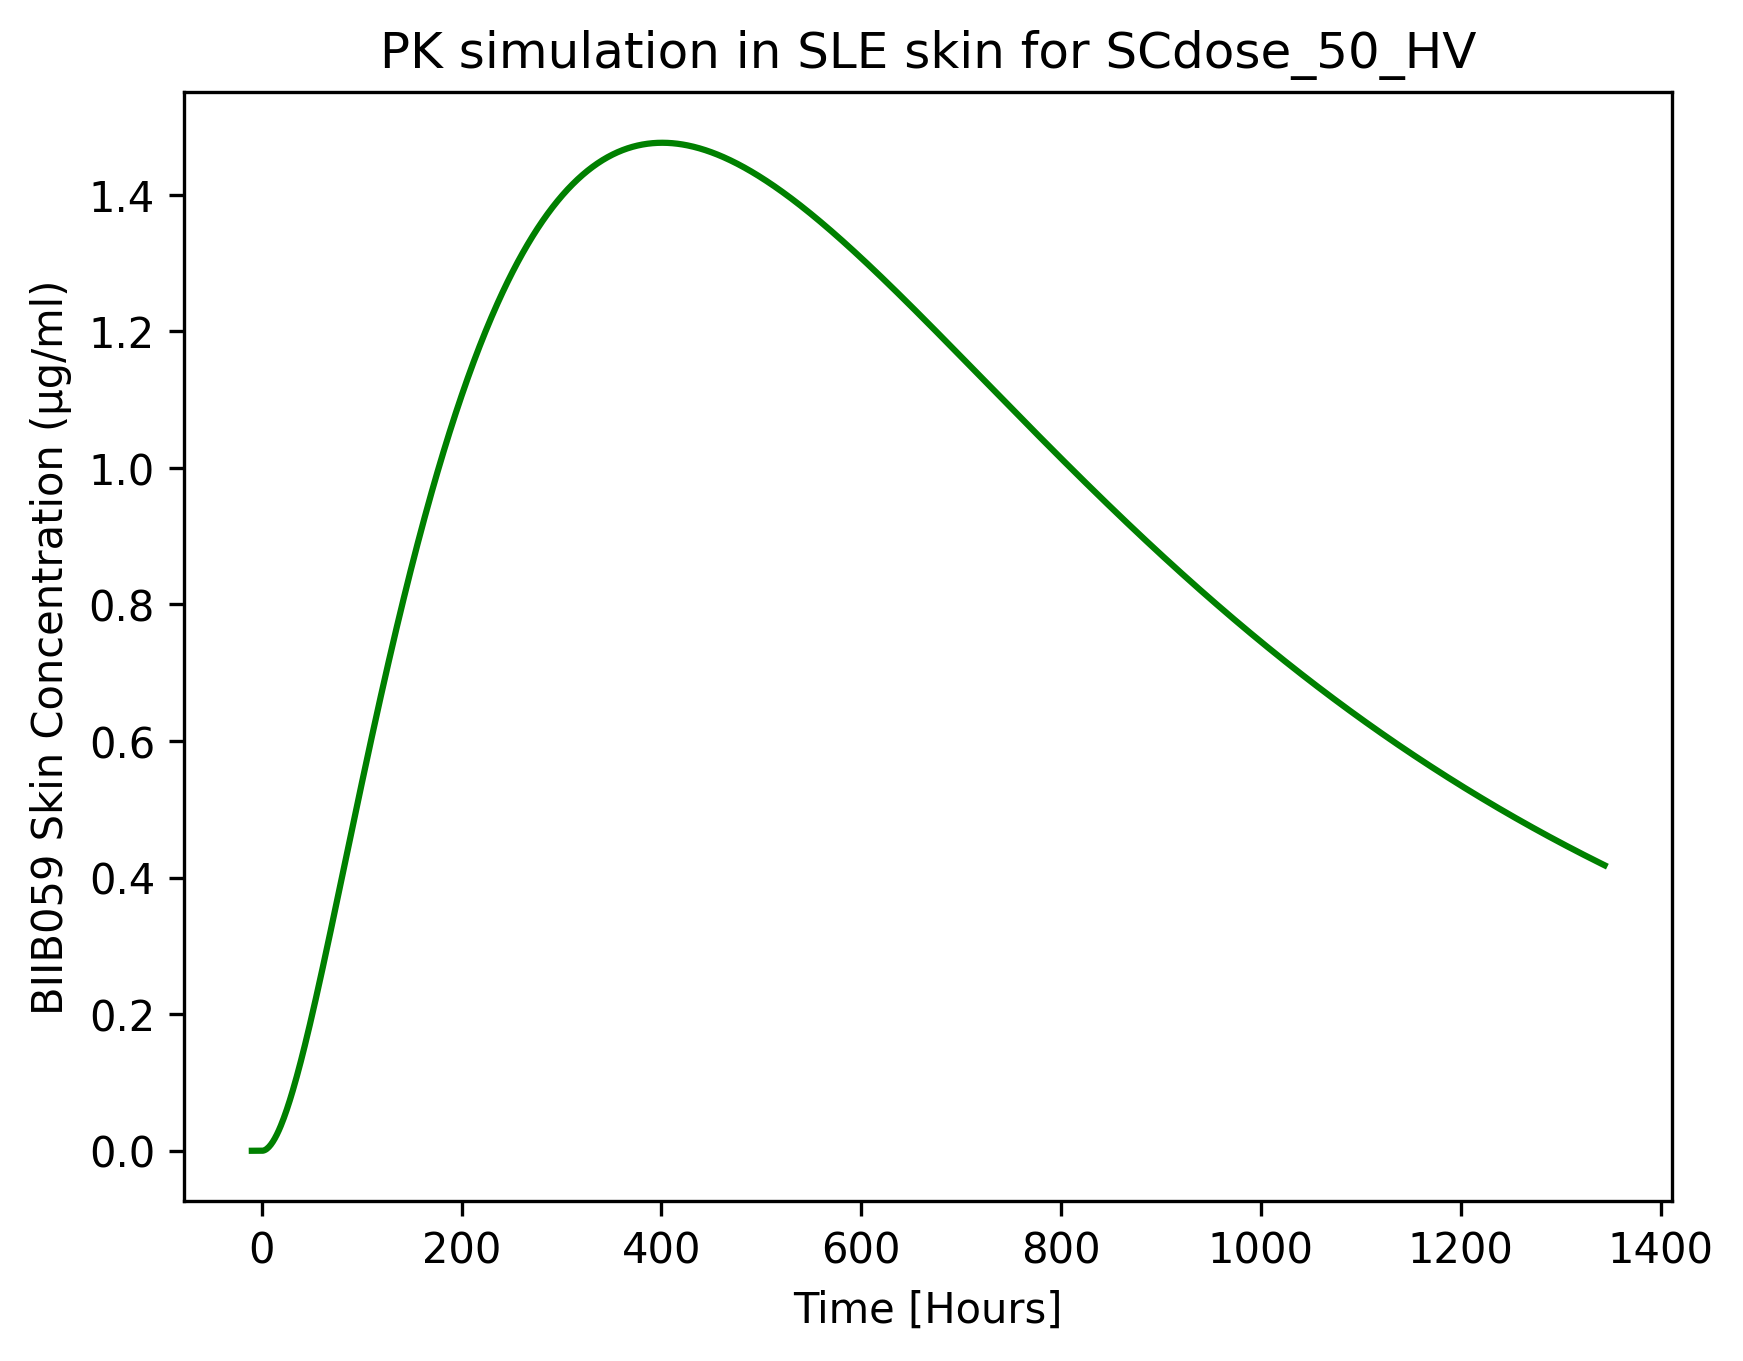 PK simulation in SLE skin for SCdose_50_HV
BIIB059 Skin Concentration (µg/ml)
1.4
1.2
1.0
0.8
0.6
0.4
0.2
0.0
0 200 400 600 800 1000 1200 1400
Time [Hours]